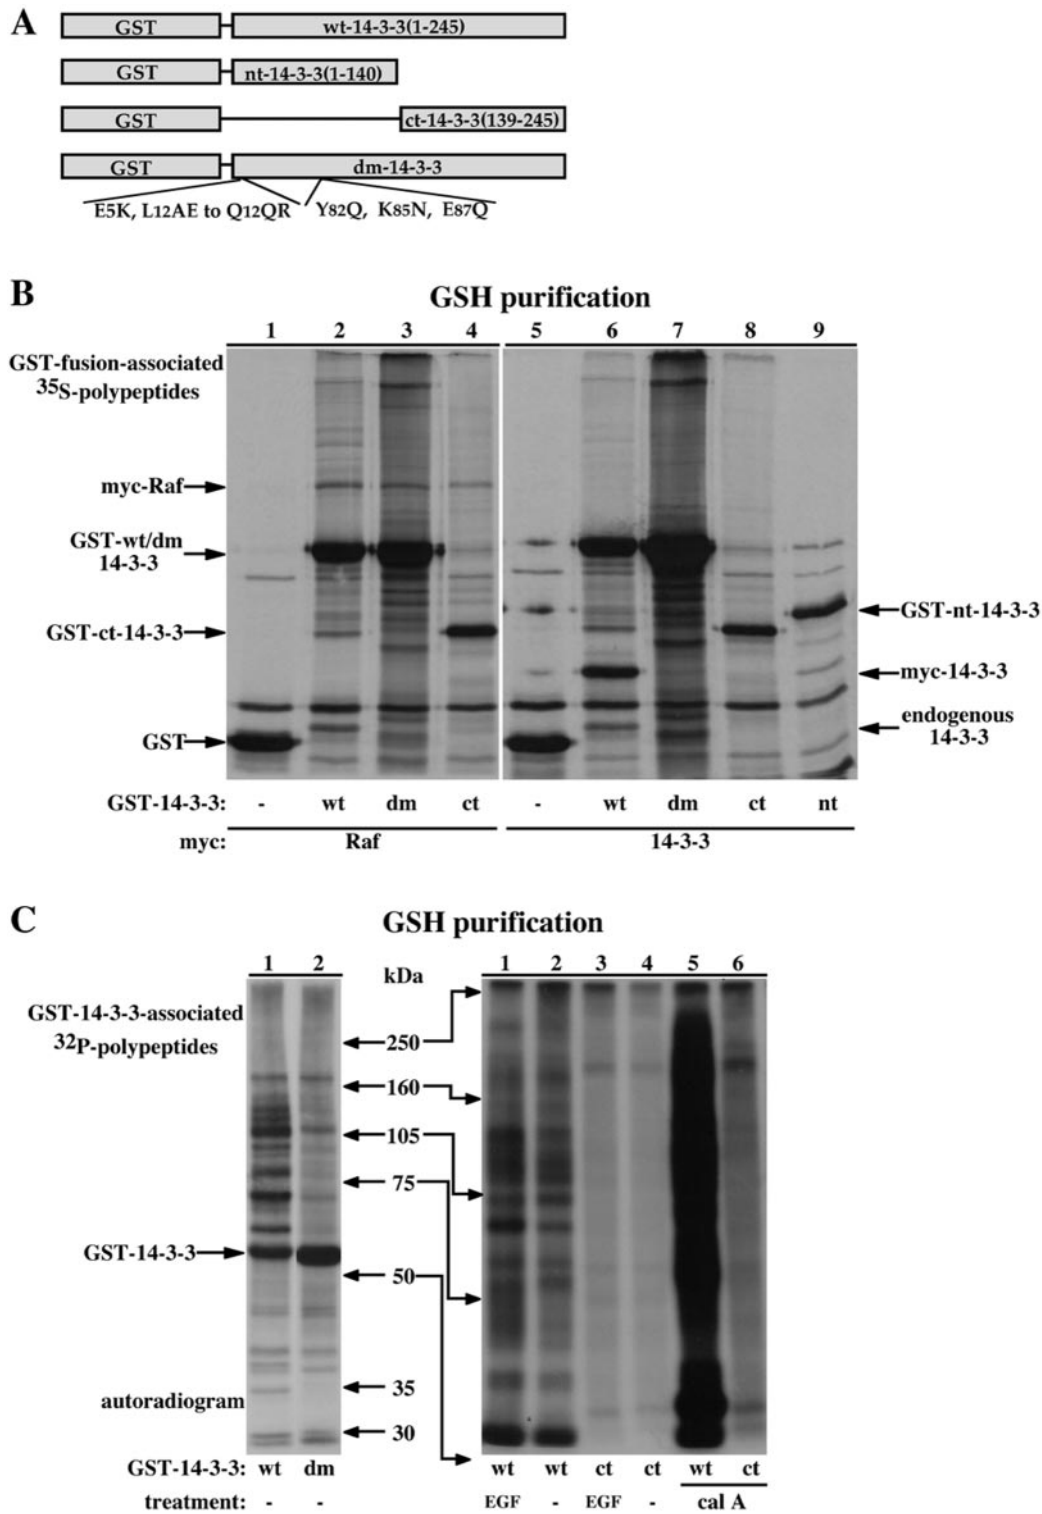 A
GST wt-14-3-3(1-245)
GST nt-14-3-3(1-140)
GST ct-14-3-3(139-245)
GST dm-14-3-3
E5K, L12AE to Q12QR Y82Q, K85N, E87Q
B
GSH purification
1 2 3 4 5 6 7 8 9
GST-fusion-associated
35S-polypeptides
myc-Raf
GST-wt/dm
14-3-3
GST-ct-14-3-3
GST
GST-nt-14-3-3
myc-14-3-3
endogenous
14-3-3
GST-14-3-3: - wt dm ct - wt dm ct nt
myc: Raf 14-3-3
C
GSH purification
1 2 kDa 1 2 3 4 5 6
GST-14-3-3-associated
32P-polypeptides
250
160
105
75
GST-14-3-3
50
35
autoradiogram
30
GST-14-3-3: wt dm wt wt ct ct wt ct
treatment: - - EGF - EGF - cal A